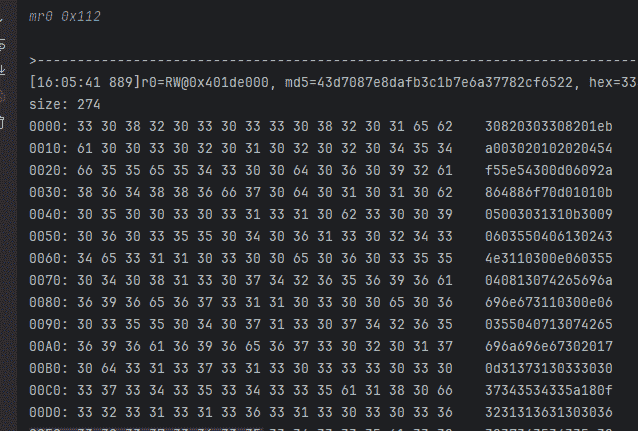 mr0 0x112
>-----------------------------------------------------------------------------
[16:05:41 889]r0=RW@0x401de000, md5=43d7087e8dafb3c1b7e6a37782cf6522, hex=33
size: 274
0000: 33 30 38 32 30 33 30 33 33 30 38 32 30 31 65 62    30820303308201eb
0010: 61 30 30 33 30 32 30 31 30 32 30 32 30 34 35 34    a003020102020454
0020: 66 35 35 65 35 34 33 30 30 64 30 36 30 39 32 61    f55e54300d06092a
0030: 38 36 34 38 38 36 66 37 30 64 30 31 30 31 30 62    864886f70d01010b
0040: 30 35 30 30 33 30 33 31 33 31 30 62 33 30 30 39    05003031310b3009
0050: 30 36 30 33 35 35 30 34 30 36 31 33 30 32 34 33    0603550406130243
0060: 34 65 33 31 31 30 33 30 30 65 30 36 30 33 35 35    4e3110300e060355
0070: 30 34 30 38 31 33 30 37 34 32 36 35 36 39 36 61    040813074265696a
0080: 36 39 36 65 36 37 33 31 31 30 33 30 30 65 30 36    696e673110300e06
0090: 30 33 35 35 30 34 30 37 31 33 30 37 34 32 36 35    0355040713074265
00A0: 36 39 36 61 36 39 36 65 36 37 33 30 32 30 31 37    696a696e67302017
00B0: 30 64 33 31 33 37 33 31 33 30 33 33 33 30 33 30    0d31373130333030
00C0: 33 37 33 34 33 35 33 34 33 33 35 61 31 38 30 66    37343534335a180f
00D0: 33 32 33 31 33 31 33 36 33 31 33 30 33 30 33 36    3231313631303036